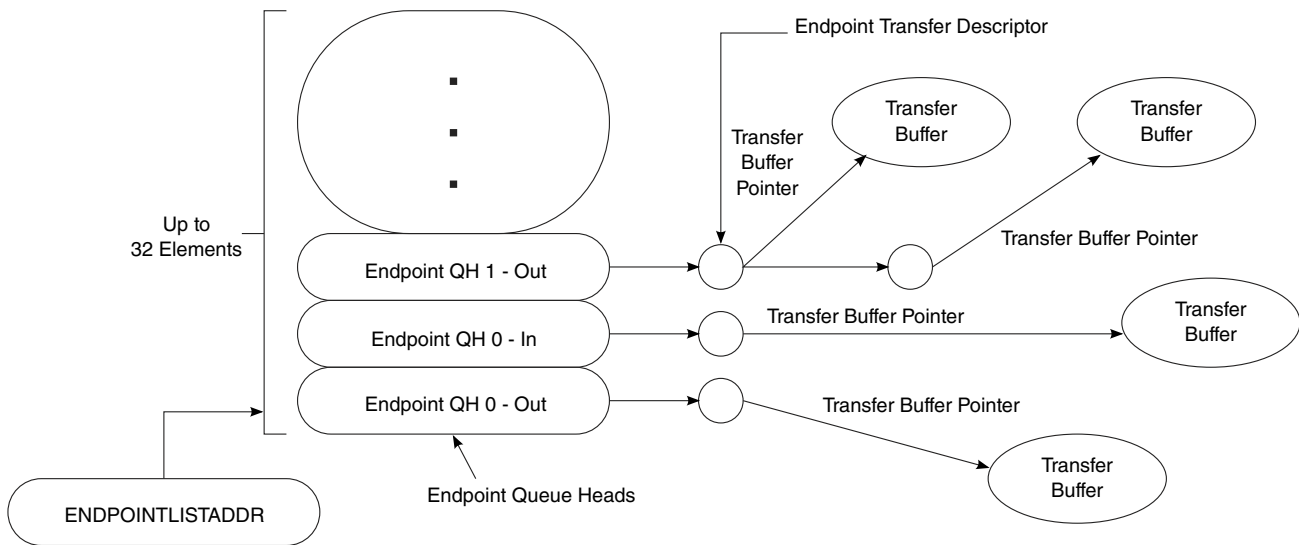 Endpoint Transfer Descriptor
Transfer
Buffer
Transfer
Buffer
Transfer
Buffer
Pointer
Up to
32 Elements
Endpoint QH 1 - Out
Transfer Buffer Pointer
Endpoint QH 0 - In
Transfer Buffer Pointer
Transfer
Buffer
Endpoint QH 0 - Out
Transfer Buffer Pointer
Transfer
Buffer
Endpoint Queue Heads
ENDPOINTLISTADDR